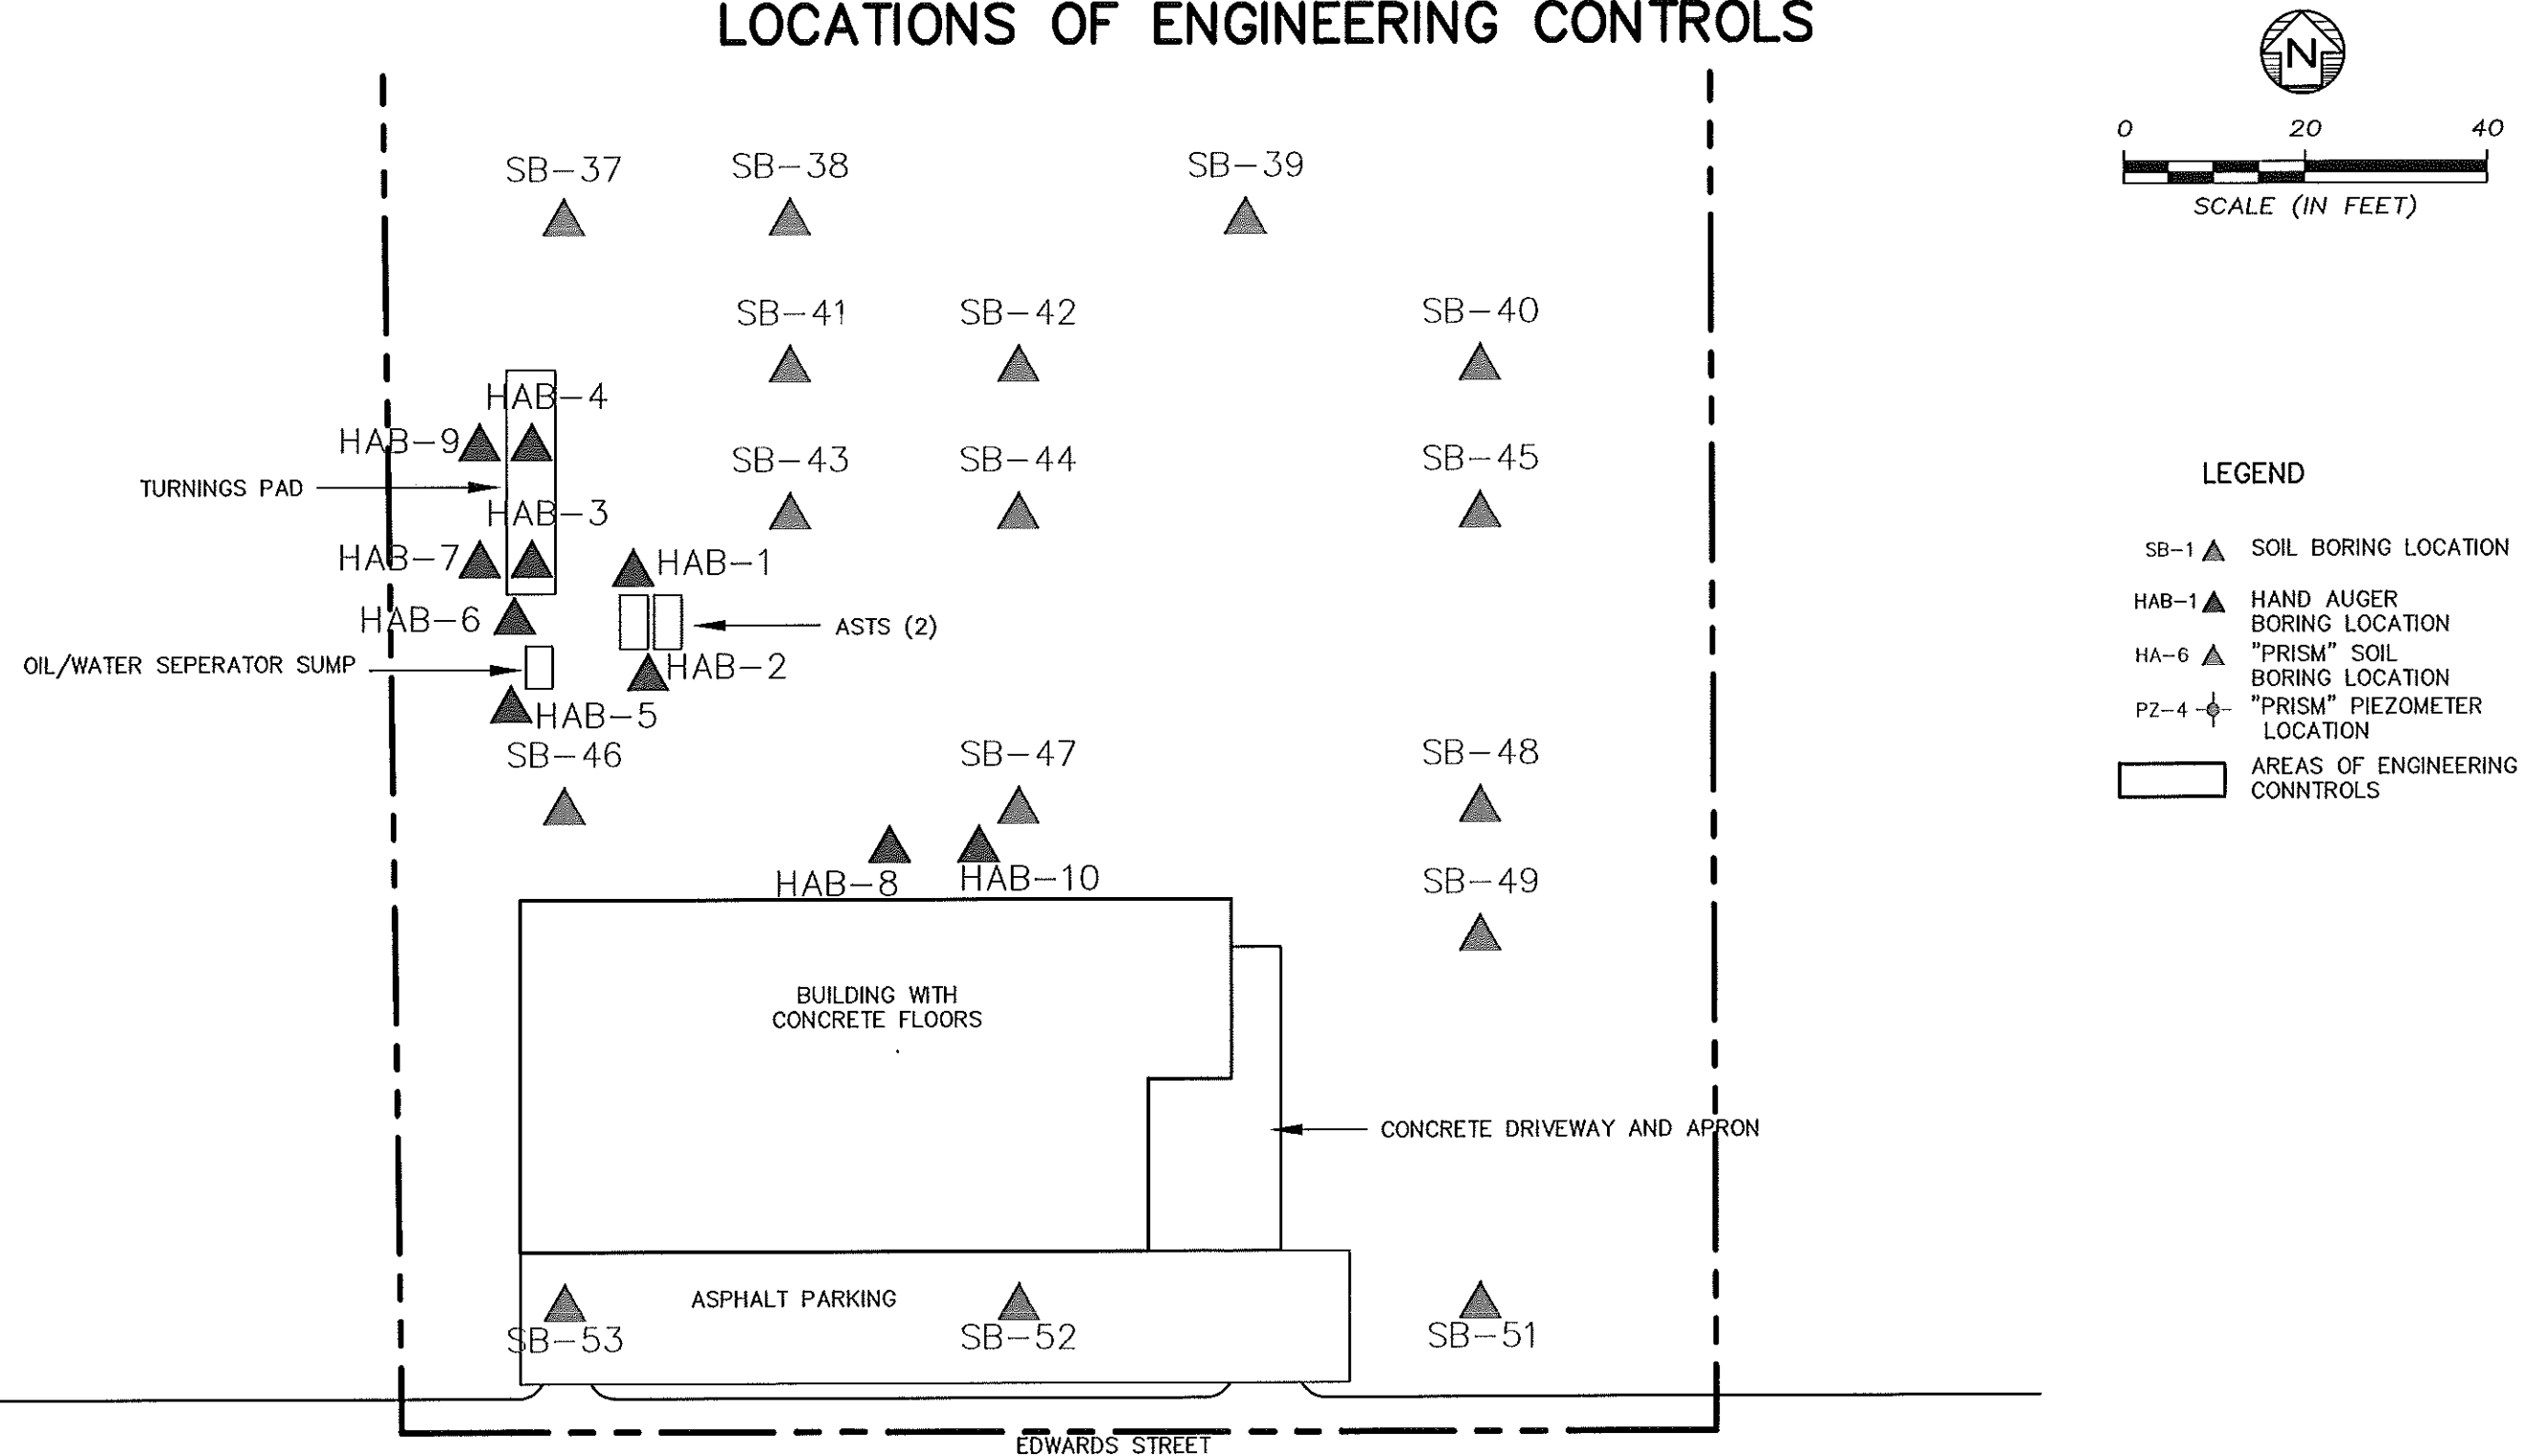 LOCATIONS OF ENGINEERING CONTROLS
N
0 20 40
SCALE (IN FEET)
SB-37
SB-38
SB-39
SB-41
SB-42
SB-40
HAB-4
HAB-9
SB-43
SB-44
SB-45
TURNINGS PAD
HAB-3
HAB-7
HAB-1
HAB-6
ASTS (2)
OIL/WATER SEPERATOR SUMP
HAB-2
HAB-5
SB-46
SB-47
SB-48
HAB-8
HAB-10
SB-49
BUILDING WITH
CONCRETE FLOORS
CONCRETE DRIVEWAY AND APRON
ASPHALT PARKING
SB-53
SB-52
SB-51
EDWARDS STREET
LEGEND
SB-1 SOIL BORING LOCATION
HAB-1 HAND AUGER
BORING LOCATION
HA-6 "PRISM" SOIL
BORING LOCATION
PZ-4 "PRISM" PIEZOMETER
LOCATION
AREAS OF ENGINEERING
CONNTROLS